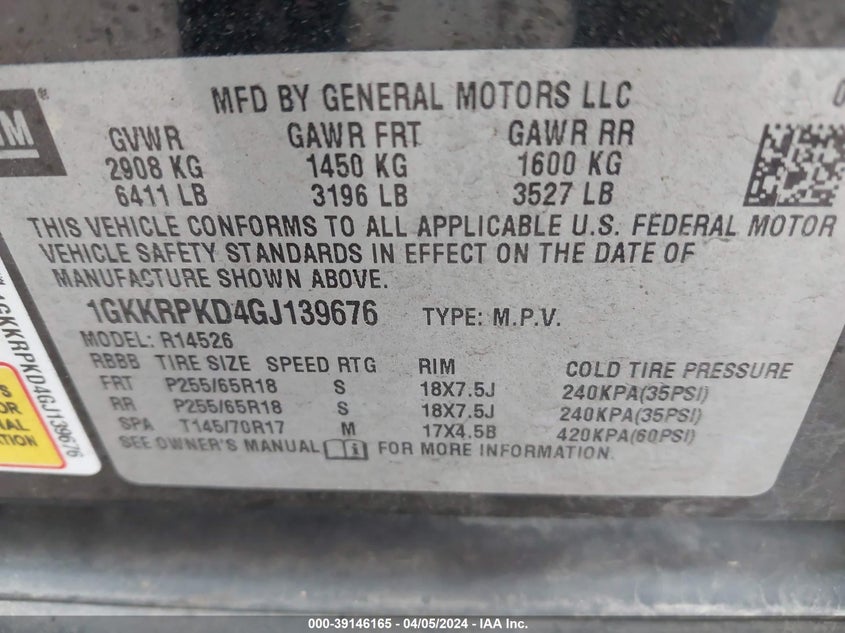 MFD BY GENERAL MOTORS LLC 0
GVWR GAWR FRT GAWR RR
2908 KG 1450 KG 1600 KG
6411 LB 3196 LB 3527 LB
THIS VEHICLE CONFORMS TO ALL APPLICABLE U.S. FEDERAL MOTOR
VEHICLE SAFETY STANDARDS IN EFFECT ON THE DATE OF
MANUFACTURE SHOWN ABOVE.
1GKKRPKD4GJ139676 TYPE: M.P.V.
MODEL: R14526
RBBB TIRE SIZE SPEED RTG RIM COLD TIRE PRESSURE
FRT P255/65R18 S 18X7.5J 240KPA(35PSI)
RR P255/65R18 S 18X7.5J 240KPA(35PSI)
SPA T145/70R17 M 17X4.5B 420KPA(60PSI)
SEE OWNER'S MANUAL FOR MORE INFORMATION.
1GKKRPKD4GJ139676
000-39146165 - 04/05/2024 - IAA Inc.